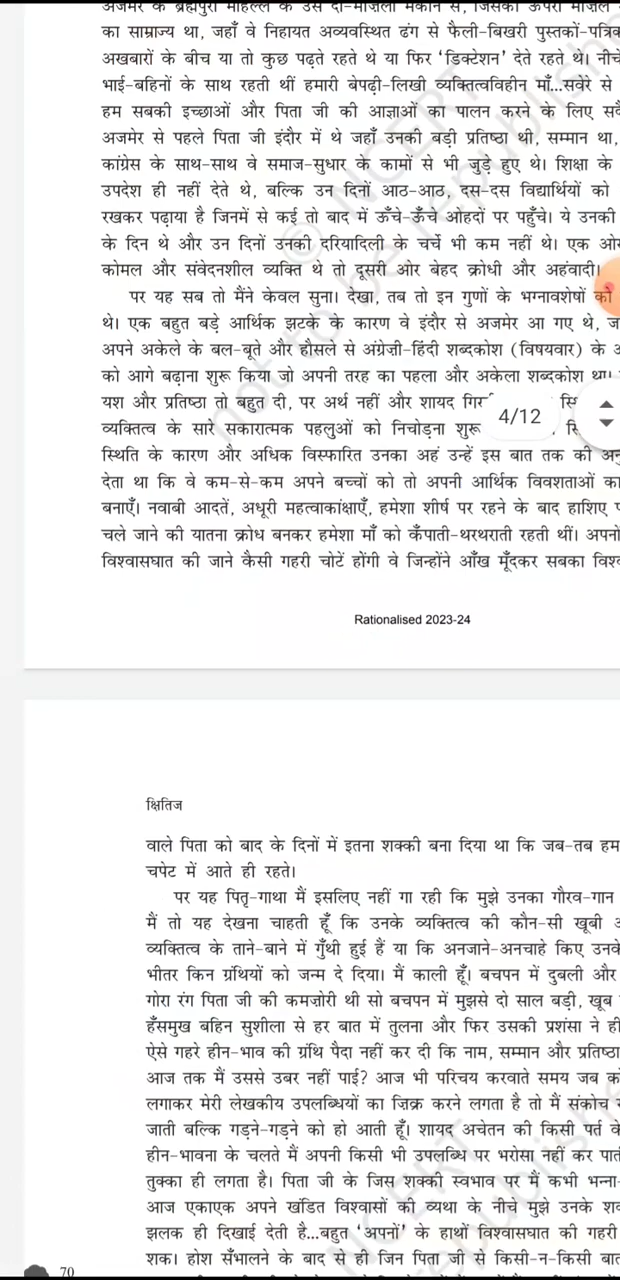 अजमेर के ब्रह्मपुरी मोहल्ले के उस दो-मंज़िला मकान से, जिसकी ऊपरी मंज़िल
का साम्राज्य था, जहाँ वे निहायत अव्यवस्थित ढंग से फैली-बिखरी पुस्तकों-पत्रिक
अखबारों के बीच या तो कुछ पढ़ते रहते थे या फिर ‘डिक्टेशन’ देते रहते थे। नीचे
भाई-बहिनों के साथ रहती थीं हमारी बेपढ़ी-लिखी व्यक्तित्वविहीन माँ...सवेरे से
हम सबकी इच्छाओं और पिता जी की आज्ञाओं का पालन करने के लिए सदै
अजमेर से पहले पिता जी इंदौर में थे जहाँ उनकी बड़ी प्रतिष्ठा थी, सम्मान था,
कांग्रेस के साथ-साथ वे समाज-सुधार के कामों से भी जुड़े हुए थे। शिक्षा के
उपदेश ही नहीं देते थे, बल्कि उन दिनों आठ-आठ, दस-दस विद्यार्थियों को
रखकर पढ़ाया है जिनमें से कई तो बाद में ऊँचे-ऊँचे ओहदों पर पहुँचे। ये उनकी
के दिन थे और उन दिनों उनकी दरियादिली के चर्चे भी कम नहीं थे। एक ओ
कोमल और संवेदनशील व्यक्ति थे तो दूसरी ओर बेहद क्रोधी और अहंवादी।
पर यह सब तो मैंने केवल सुना। देखा, तब तो इन गुणों के भग्नावशेषों को
थे। एक बहुत बड़े आर्थिक झटके के कारण वे इंदौर से अजमेर आ गए थे, ज
अपने अकेले के बल-बूते और हौसले से अंग्रेज़ी-हिंदी शब्दकोश (विषयवार) के अ
को आगे बढ़ाना शुरू किया जो अपनी तरह का पहला और अकेला शब्दकोश था।
यश और प्रतिष्ठा तो बहुत दी, पर अर्थ नहीं और शायद गिर स्थि
व्यक्तित्व के सारे सकारात्मक पहलुओं को निचोड़ना शुरू
4/12
स्थिति के कारण और अधिक विस्फारित उनका अहं उन्हें इस बात तक की अनु
देता था कि वे कम-से-कम अपने बच्चों को तो अपनी आर्थिक विवशताओं का
बनाएँ। नवाबी आदतें, अधूरी महत्वाकांक्षाएँ, हमेशा शीर्ष पर रहने के बाद हाशिए प
चले जाने की यातना क्रोध बनकर हमेशा माँ को कँपाती-थरथराती रहती थीं। अपनों
विश्वासघात की जाने कैसी गहरी चोटें होंगी वे जिन्होंने आँख मूँदकर सबका विश्व
Rationalised 2023-24
क्षितिज
वाले पिता को बाद के दिनों में इतना शक्की बना दिया था कि जब-तब हम
चपेट में आते ही रहते।
पर यह पितृ-गाथा मैं इसलिए नहीं गा रही कि मुझे उनका गौरव-गान
मैं तो यह देखना चाहती हूँ कि उनके व्यक्तित्व की कौन-सी खूबी अ
व्यक्तित्व के ताने-बाने में गुँथी हुई हैं या कि अनजाने-अनचाहे किए उनके
भीतर किन ग्रंथियों को जन्म दे दिया। मैं काली हूँ। बचपन में दुबली और
गोरा रंग पिता जी की कमज़ोरी थी सो बचपन में मुझसे दो साल बड़ी, खूब
हँसमुख बहिन सुशीला से हर बात में तुलना और फिर उसकी प्रशंसा ने ही
ऐसे गहरे हीन-भाव की ग्रंथि पैदा नहीं कर दी कि नाम, सम्मान और प्रतिष्ठा
आज तक मैं उससे उबर नहीं पाई? आज भी परिचय करवाते समय जब को
लगाकर मेरी लेखकीय उपलब्धियों का ज़िक्र करने लगता है तो मैं संकोच स
जाती बल्कि गड़ने-गड़ने को हो आती हूँ। शायद अचेतन की किसी पर्त के
हीन-भावना के चलते मैं अपनी किसी भी उपलब्धि पर भरोसा नहीं कर पात
तुक्का ही लगता है। पिता जी के जिस शक्की स्वभाव पर मैं कभी भन्ना-
आज एकाएक अपने खंडित विश्वासों की व्यथा के नीचे मुझे उनके शक
झलक ही दिखाई देती है...बहुत ‘अपनों’ के हाथों विश्वासघात की गहरी
शक। होश सँभालने के बाद से ही जिन पिता जी से किसी-न-किसी बात
70